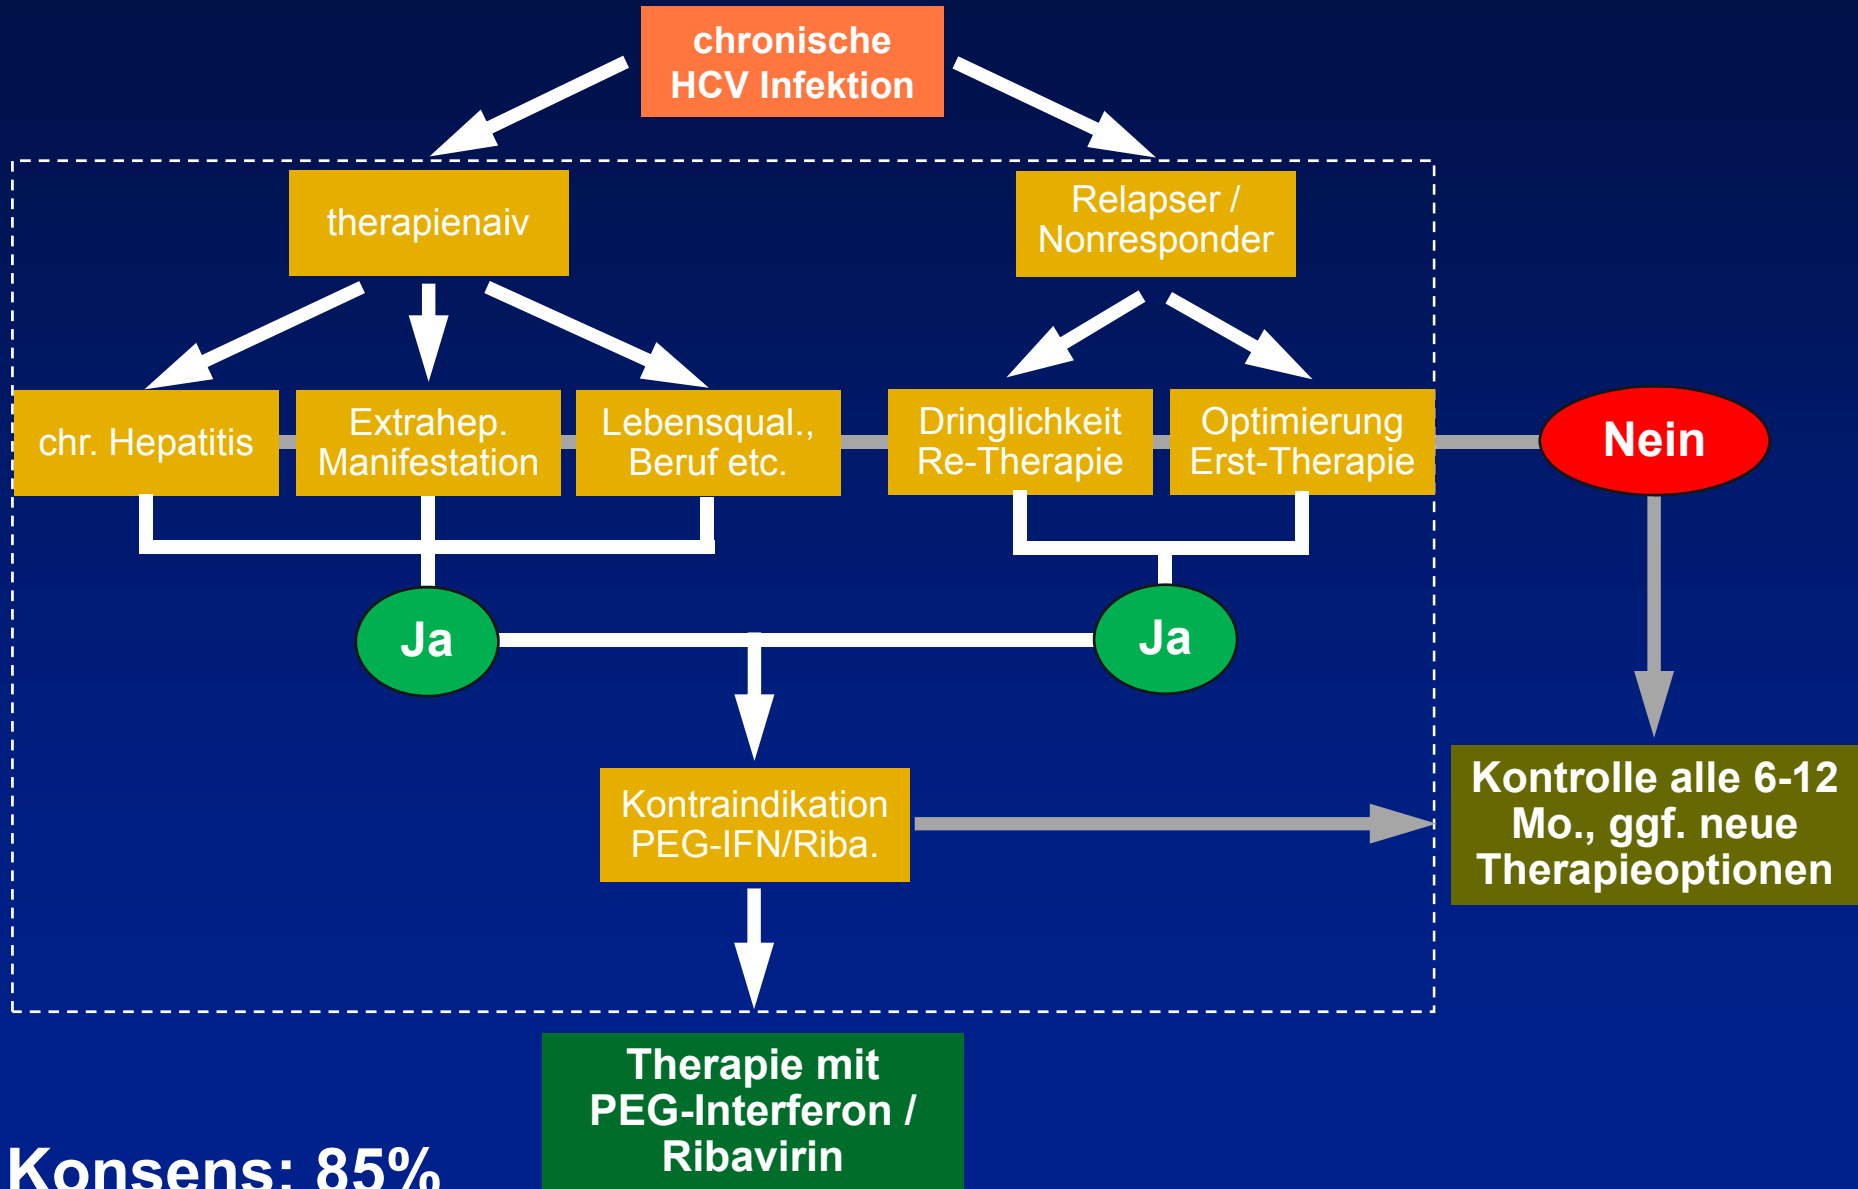 chronische
HCV Infektion
therapienaiv
Relapser /
Nonresponder
chr. Hepatitis
Extrahep.
Manifestation
Lebensqual.,
Beruf etc.
Dringlichkeit
Re-Therapie
Optimierung
Erst-Therapie
Nein
Ja
Ja
Kontraindikation
PEG-IFN/Riba.
Kontrolle alle 6-12
Mo., ggf. neue
Therapieoptionen
Therapie mit
PEG-Interferon /
Ribavirin
Konsens: 85%